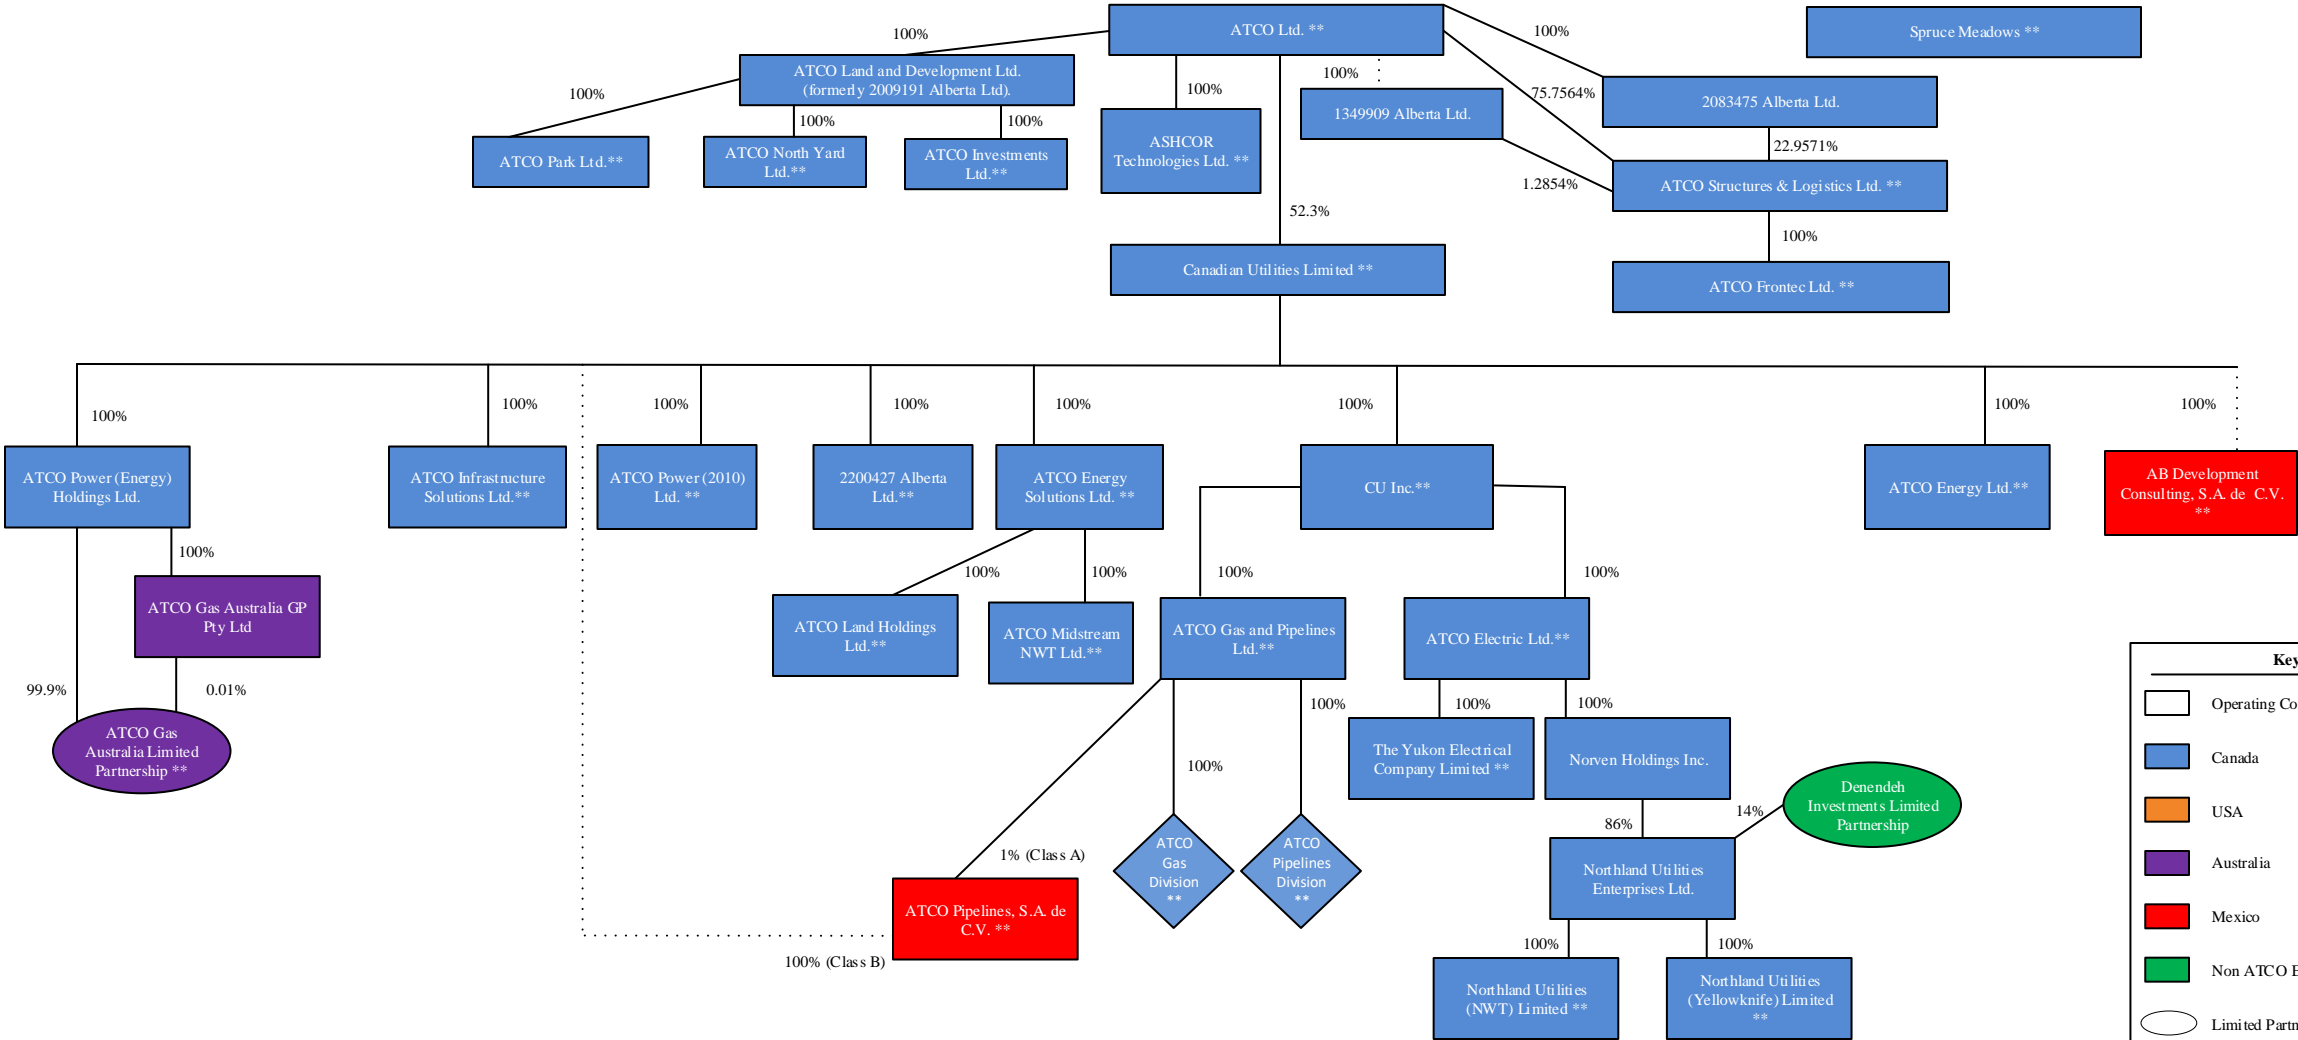 ATCO Ltd. **
Spruce Meadows **
100%
100%
ATCO Land and Development Ltd.
(formerly 2009191 Alberta Ltd).
100%
100%
100%
100%
ATCO Park Ltd.**
ATCO North Yard
Ltd.**
ATCO Investments
Ltd.**
100%
ASHCOR
Technologies Ltd. **
100%
1349909 Alberta Ltd.
75.7564%
2083475 Alberta Ltd.
22.9571%
1.2854%
ATCO Structures & Logistics Ltd. **
100%
ATCO Frontec Ltd. **
52.3%
Canadian Utilities Limited **
100%
100%
100%
100%
100%
100%
100%
100%
ATCO Power (Energy)
Holdings Ltd.
ATCO Infrastructure
Solutions Ltd.**
ATCO Power (2010)
Ltd. **
2200427 Alberta
Ltd.**
ATCO Energy
Solutions Ltd. **
CU Inc.**
ATCO Energy Ltd.**
AB Development
Consulting, S.A. de C.V.
**
100%
ATCO Gas Australia GP
Pty Ltd
99.9%
0.01%
ATCO Gas
Australia Limited
Partnership **
100%
100%
ATCO Land Holdings
Ltd.**
ATCO Midstream
NWT Ltd.**
100%
100%
ATCO Gas and Pipelines
Ltd.**
ATCO Electric Ltd.**
100%
100%
100%
100%
The Yukon Electrical
Company Limited **
Norven Holdings Inc.
1% (Class A)
ATCO Pipelines, S.A. de
C.V. **
100% (Class B)
ATCO
Gas
Division
**
ATCO
Pipelines
Division
**
86%
14%
Denendeh
Investments Limited
Partnership
Northland Utilities
Enterprises Ltd.
100%
100%
Northland Utilities
(NWT) Limited **
Northland Utilities
(Yellowknife) Limited
**
Key
Operating Co
Canada
USA
Australia
Mexico
Non ATCO E
Limited Partn